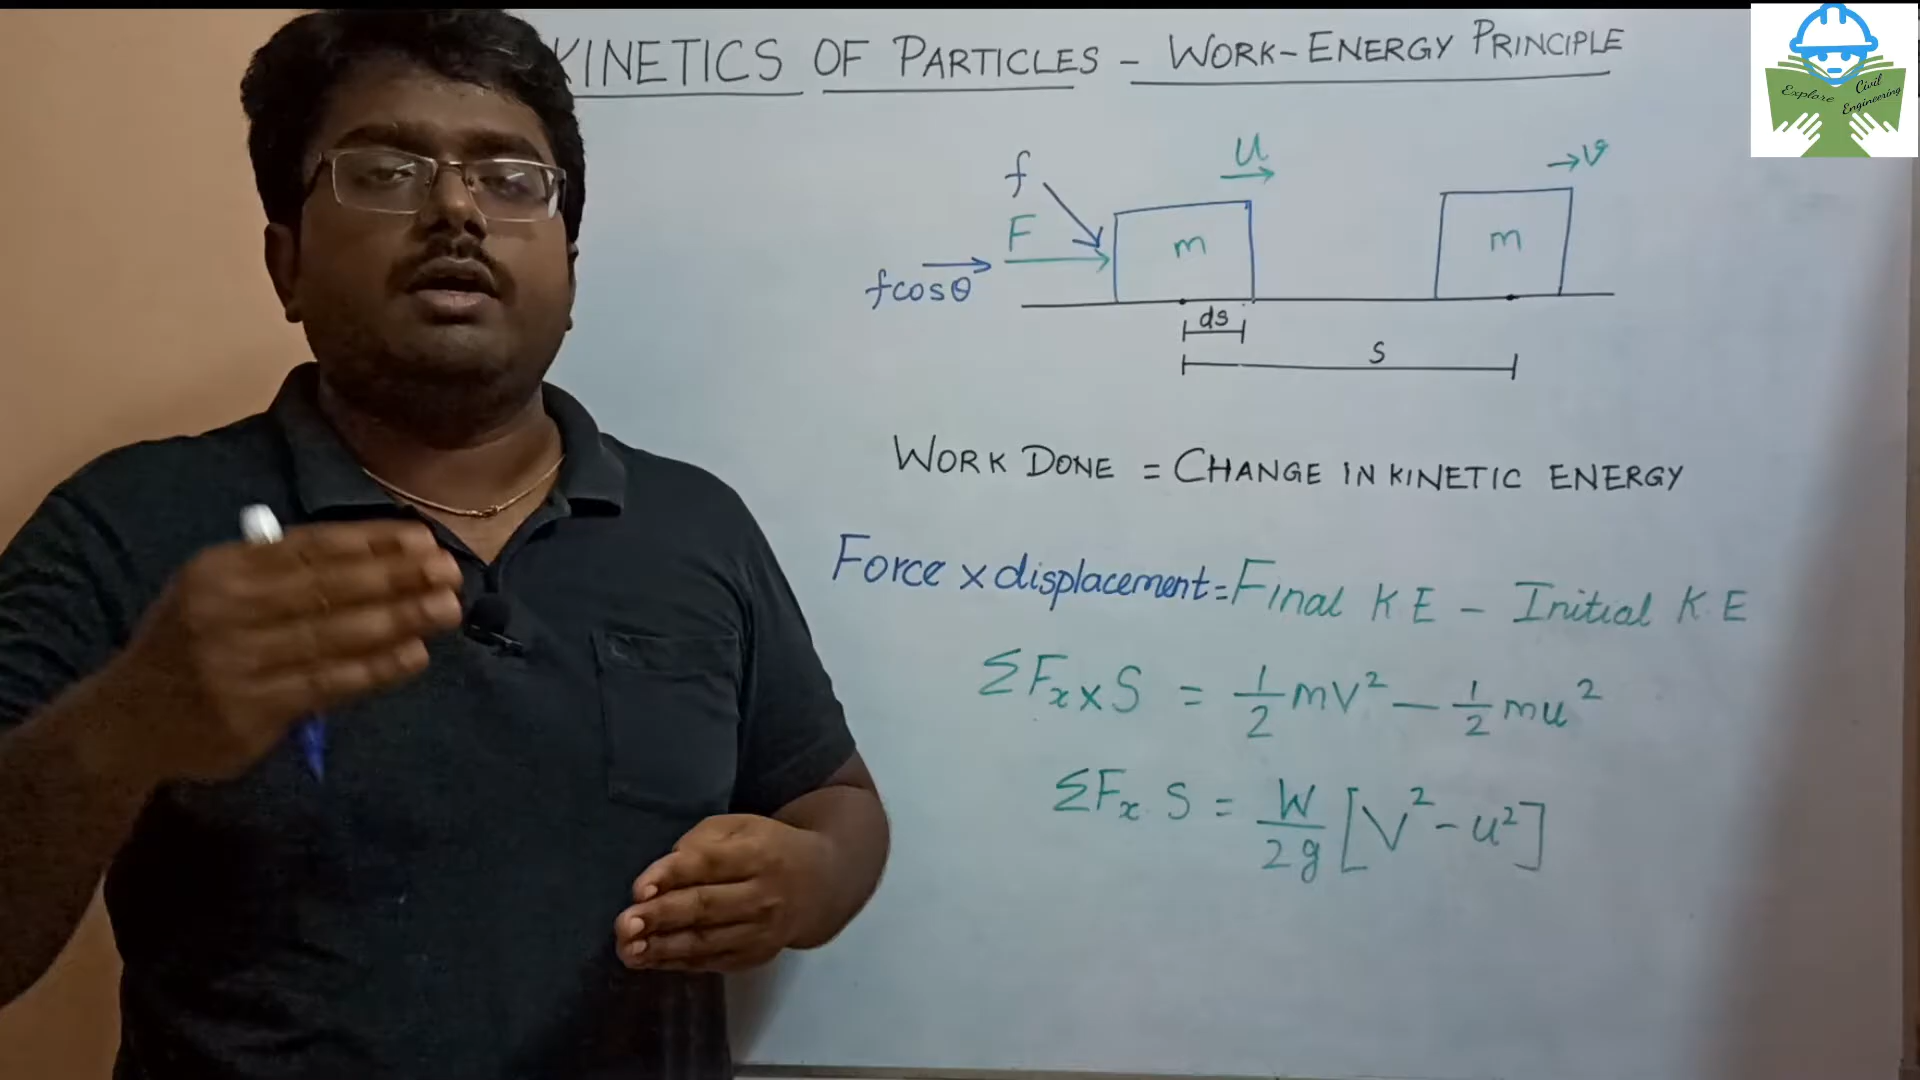 KINETICS OF PARTICLES - WORK-ENERGY PRINCIPLE
Explore Civil Engineering
u
v
f
F
m
m
fcosθ
ds
S
WORK DONE = CHANGE IN KINETIC ENERGY
Force x displacement = Final KE - Initial K.E
ΣFx x S = 1/2 mv² - 1/2 mu²
ΣFx S = W/2g [V² - u²]